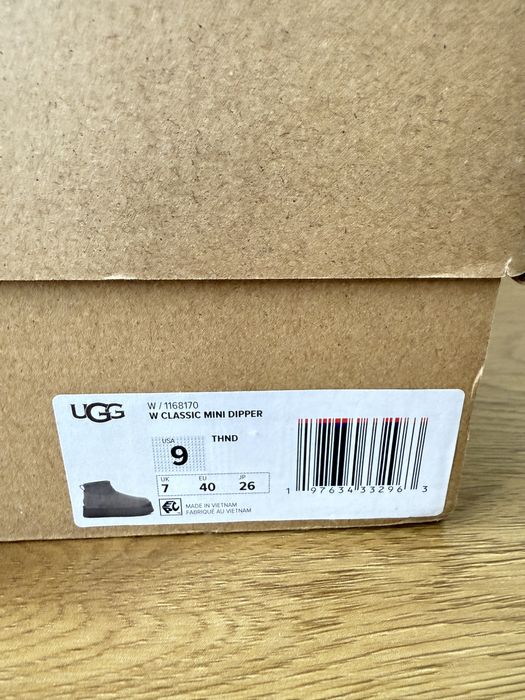 UGG
W / 1168170
W CLASSIC MINI DIPPER
THND
USA
9
UK EU JP
7 40 26
MADE IN VIETNAM
FABRIQUÉ AU VIETNAM
1 97634 33296 3